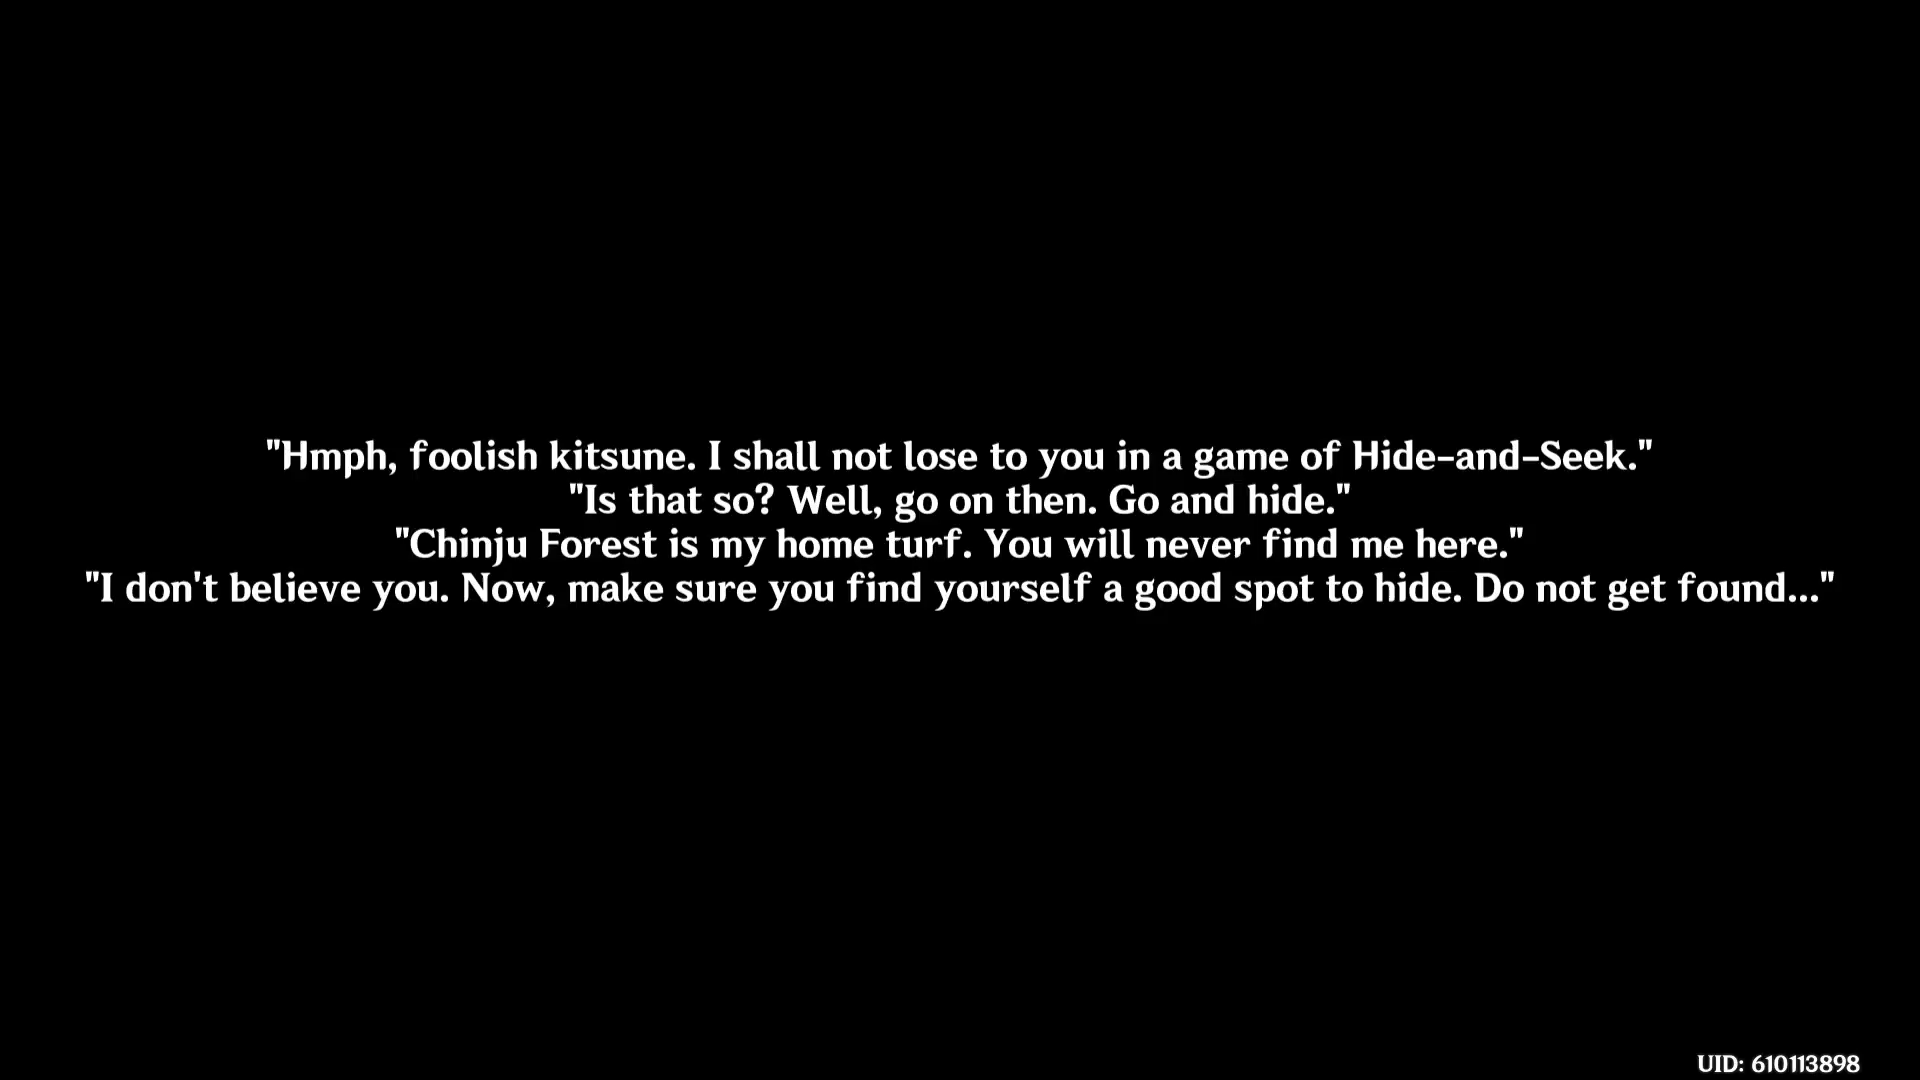 "Hmph, foolish kitsune. I shall not lose to you in a game of Hide-and-Seek."
"Is that so? Well, go on then. Go and hide."
"Chinju Forest is my home turf. You will never find me here."
"I don't believe you. Now, make sure you find yourself a good spot to hide. Do not get found..."
UID: 610113898